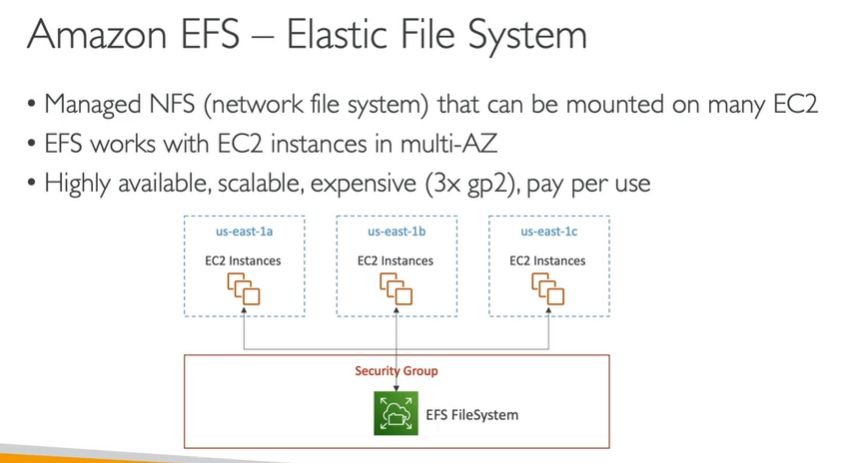 Amazon EFS – Elastic File System
• Managed NFS (network file system) that can be mounted on many EC2
• EFS works with EC2 instances in multi-AZ
• Highly available, scalable, expensive (3x gp2), pay per use
us-east-1a us-east-1b us-east-1c
EC2 Instances EC2 Instances EC2 Instances
Security Group
EFS FileSystem